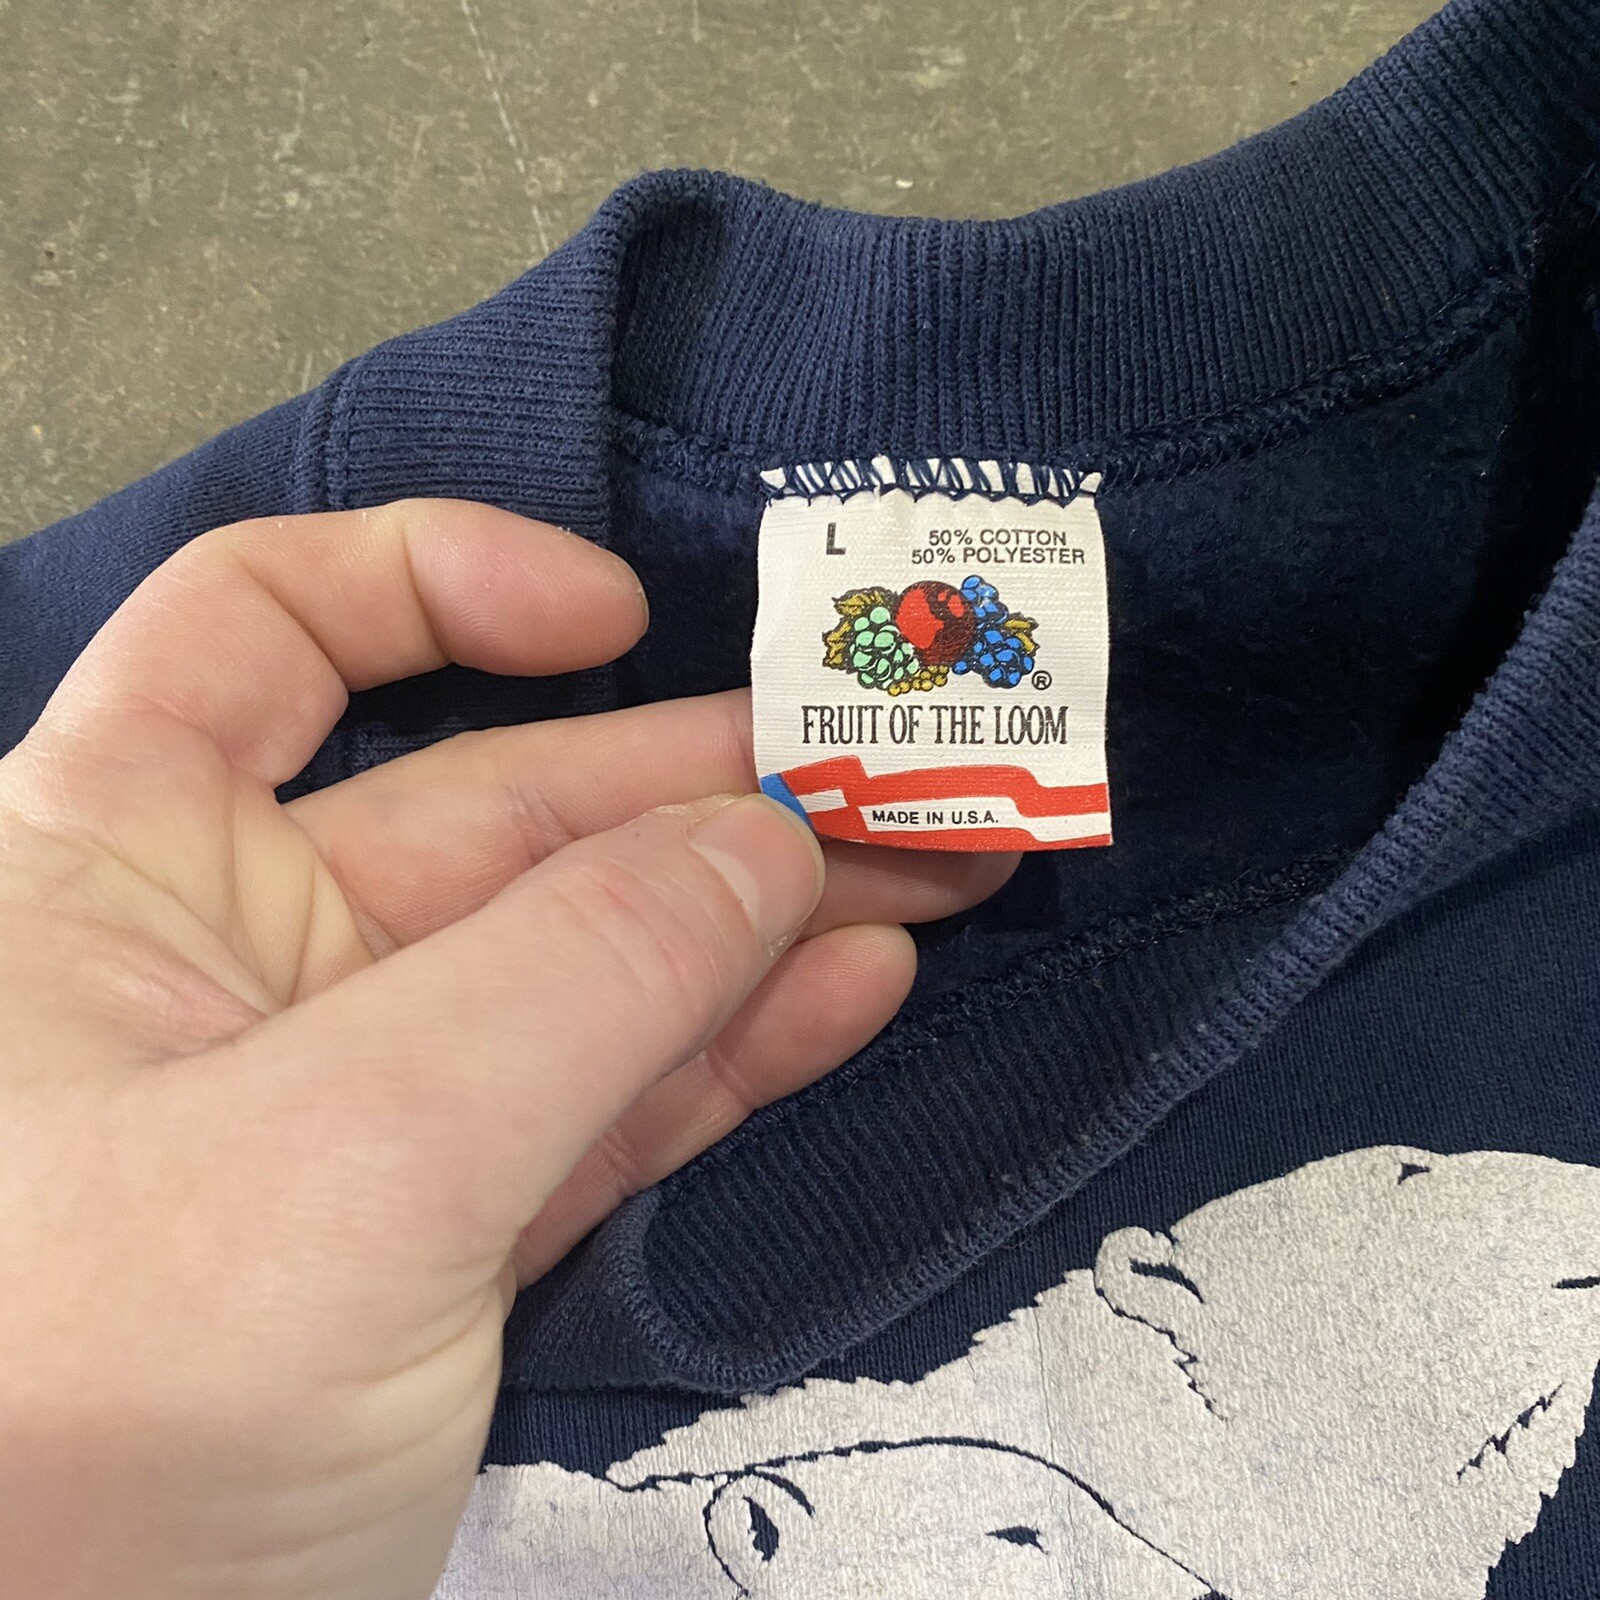 L
50% COTTON
50% POLYESTER
®
FRUIT OF THE LOOM
MADE IN U.S.A.